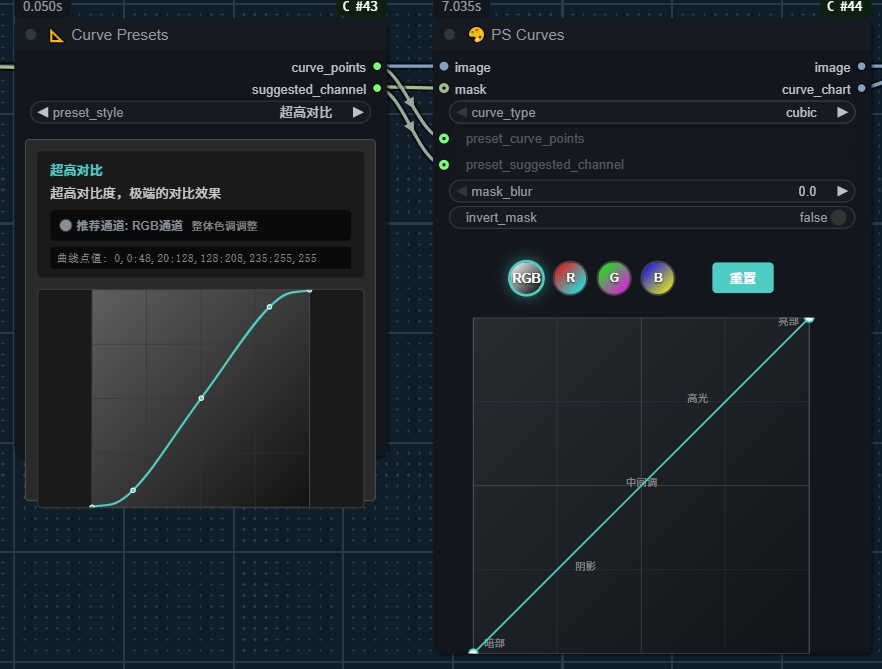 0.050s
C #43
Curve Presets
curve_points
suggested_channel
preset_style
超高对比
超高对比
超高对比度，极端的对比效果
推荐通道: RGB通道 整体色调调整
曲线点值: 0,0;48,20;128,128;208,235;255,255
7.035s
C #44
PS Curves
image
image
mask
curve_chart
curve_type
cubic
preset_curve_points
preset_suggested_channel
mask_blur
0.0
invert_mask
false
RGB
R
G
B
重置
亮部
高光
中间调
阴影
暗部